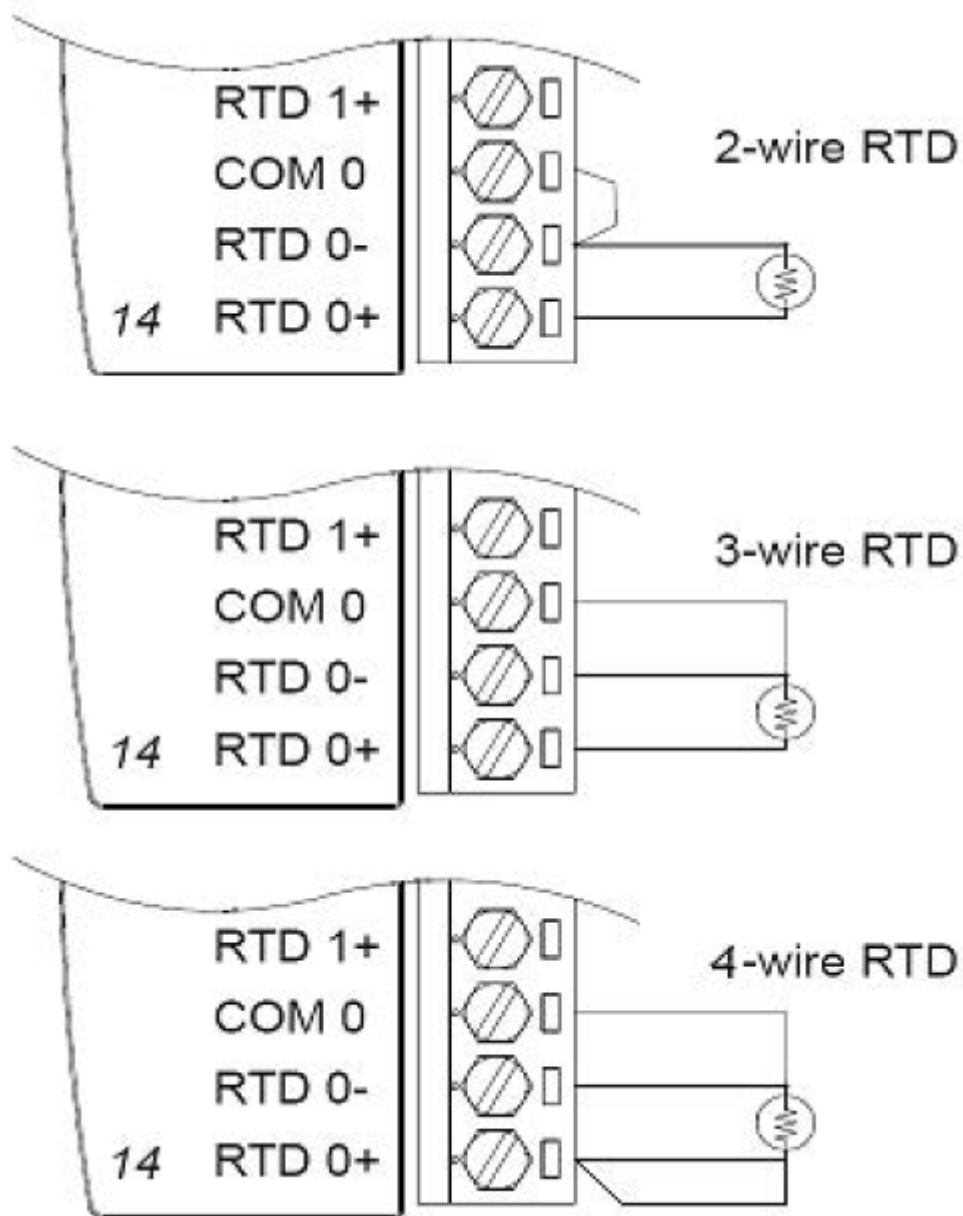 RTD 1+
COM 0
2-wire RTD
RTD 0-
14 RTD 0+
RTD 1+
3-wire RTD
COM 0
RTD 0-
14 RTD 0+
RTD 1+
4-wire RTD
COM 0
RTD 0-
14 RTD 0+